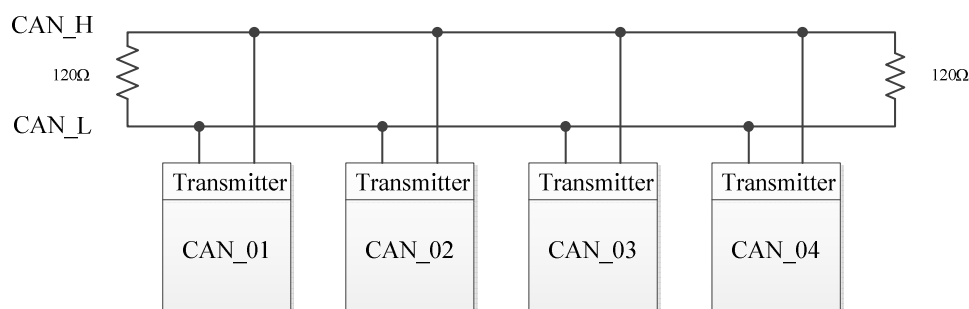 CAN_H
120Ω
120Ω
CAN_L
Transmitter
Transmitter
Transmitter
Transmitter
CAN_01
CAN_02
CAN_03
CAN_04